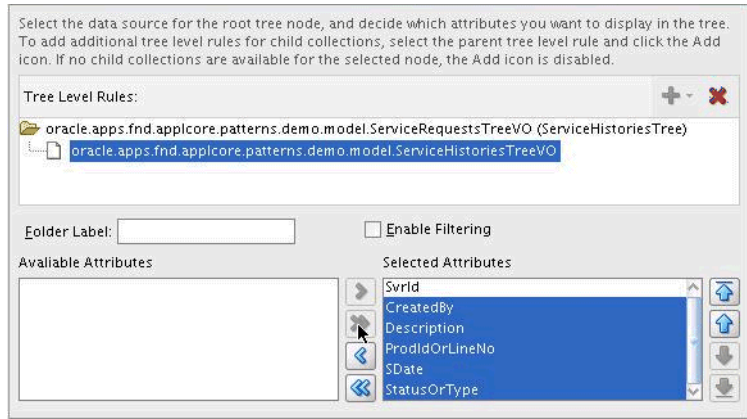 Select the data source for the root tree node, and decide which attributes you want to display in the tree.
To add additional tree level rules for child collections, select the parent tree level rule and click the Add
icon. If no child collections are available for the selected node, the Add icon is disabled.
Tree Level Rules:
oracle.apps.fnd.applcore.patterns.demo.model.ServiceRequestsTreeVO (ServiceHistoriesTree)
oracle.apps.fnd.applcore.patterns.demo.model.ServiceHistoriesTreeVO
Folder Label:
Enable Filtering
Avaliable Attributes
Selected Attributes
SvrId
CreatedBy
Description
ProdIdOrLineNo
SDate
StatusOrType